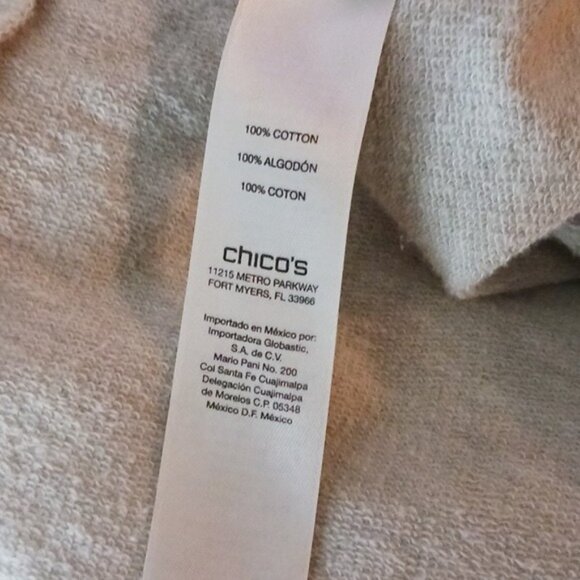 100% COTTON
100% ALGODÓN
100% COTON
chico's
11215 METRO PARKWAY
FORT MYERS, FL 33966
Importado en México por:
Importadora Globastic,
S.A. de C.V.
Mario Pani No. 200
Col Santa Fe Cuajimalpa
Delegación Cuajimalpa
de Morelos C.P. 05348
México D.F. México